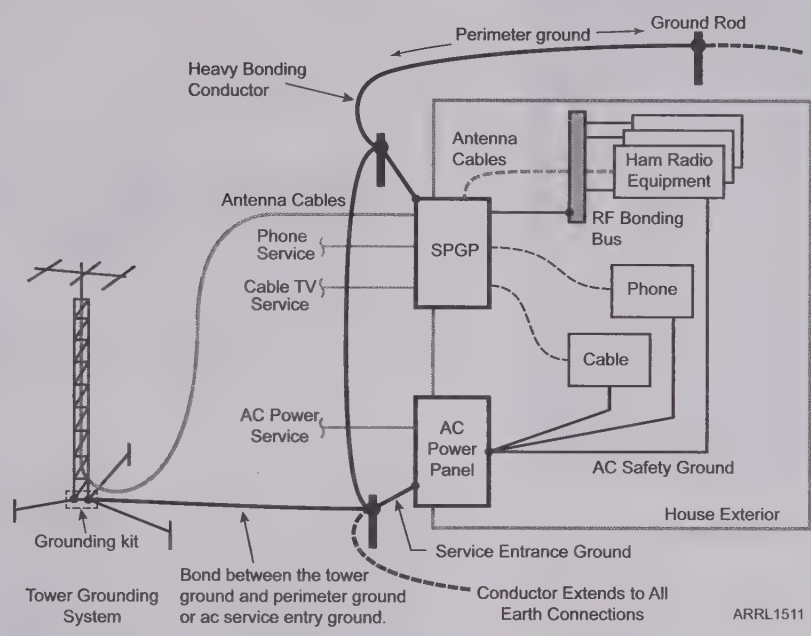 Perimeter ground
Ground Rod
Heavy Bonding
Conductor
Antenna
Cables
Ham Radio
Equipment
Antenna Cables
RF Bonding
Bus
SPGP
Phone
Service
Cable TV
Service
Phone
Cable
AC Power
Service
AC
Power
Panel
AC Safety Ground
House Exterior
Grounding kit
Service Entrance Ground
Tower Grounding
System
Bond between the tower
ground and perimeter ground
or ac service entry ground.
Conductor Extends to All
Earth Connections
ARRL1511